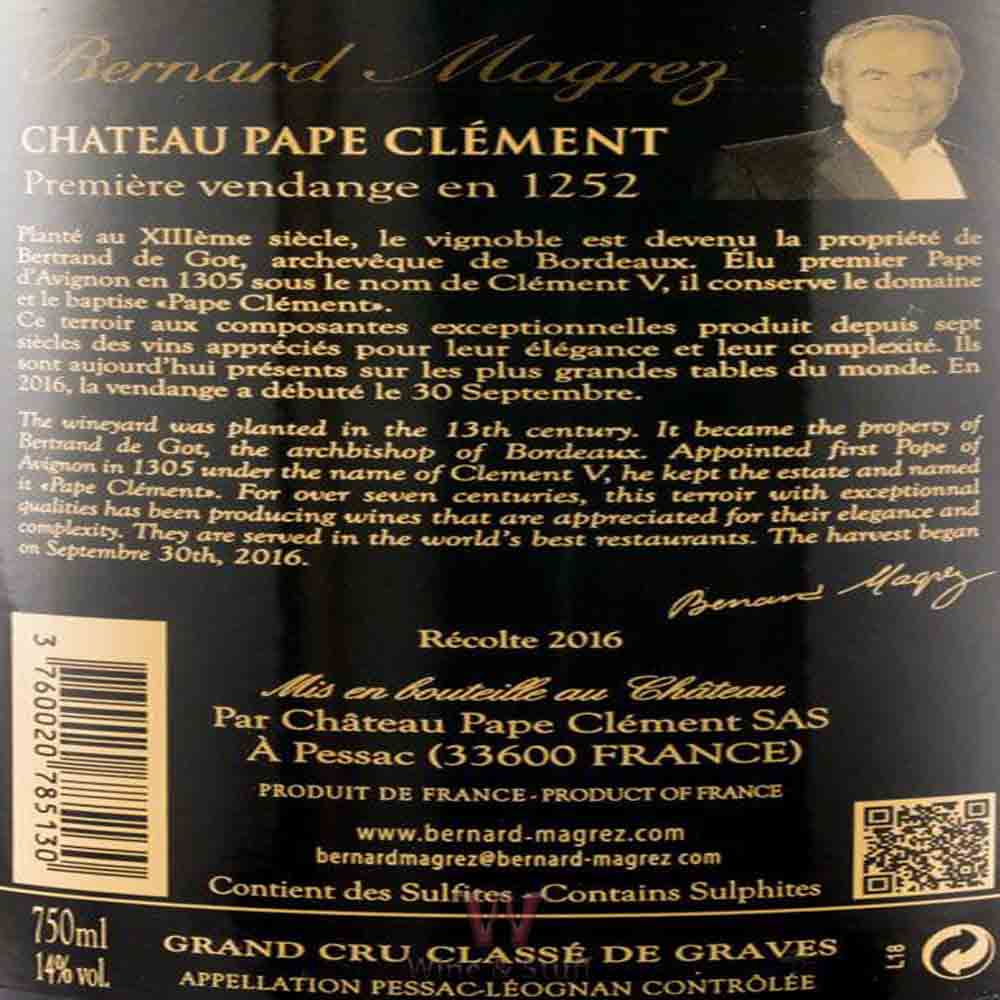 Bernard Magrez
CHATEAU PAPE CLÉMENT
Première vendange en 1252
Planté au XIIIème siècle, le vignoble est devenu la propriété de
Bertrand de Got, archevêque de Bordeaux. Élu premier Pape
d'Avignon en 1305 sous le nom de Clément V, il conserve le domaine
et le baptise «Pape Clément».
Ce terroir aux composantes exceptionnelles produit depuis sept
siècles des vins appréciés pour leur élégance et leur complexité. Ils
sont aujourd'hui présents sur les plus grandes tables du monde. En
2016, la vendange a débuté le 30 Septembre.
The wineyard was planted in the 13th century. It became the property of
Bertrand de Got, the archbishop of Bordeaux. Appointed first Pope of
Avignon in 1305 under the name of Clement V, he kept the estate and named
it «Pape Clément». For over seven centuries, this terroir with exceptionnal
qualities has been producing wines that are appreciated for their elegance and
complexity. They are served in the world's best restaurants. The harvest began
on Septembre 30th, 2016.
Bernard Magrez
Récolte 2016
Mis en bouteille au Château
Par Château Pape Clément SAS
À Pessac (33600 FRANCE)
PRODUIT DE FRANCE - PRODUCT OF FRANCE
www.bernard-magrez.com
bernardmagrez@bernard-magrez com
Contient des Sulfites - Contains Sulphites
3 760020 785130
750ml
14% vol.
GRAND CRU CLASSÉ DE GRAVES
APPELLATION PESSAC-LÉOGNAN CONTRÔLÉE
L18
W
Wine & Stuff